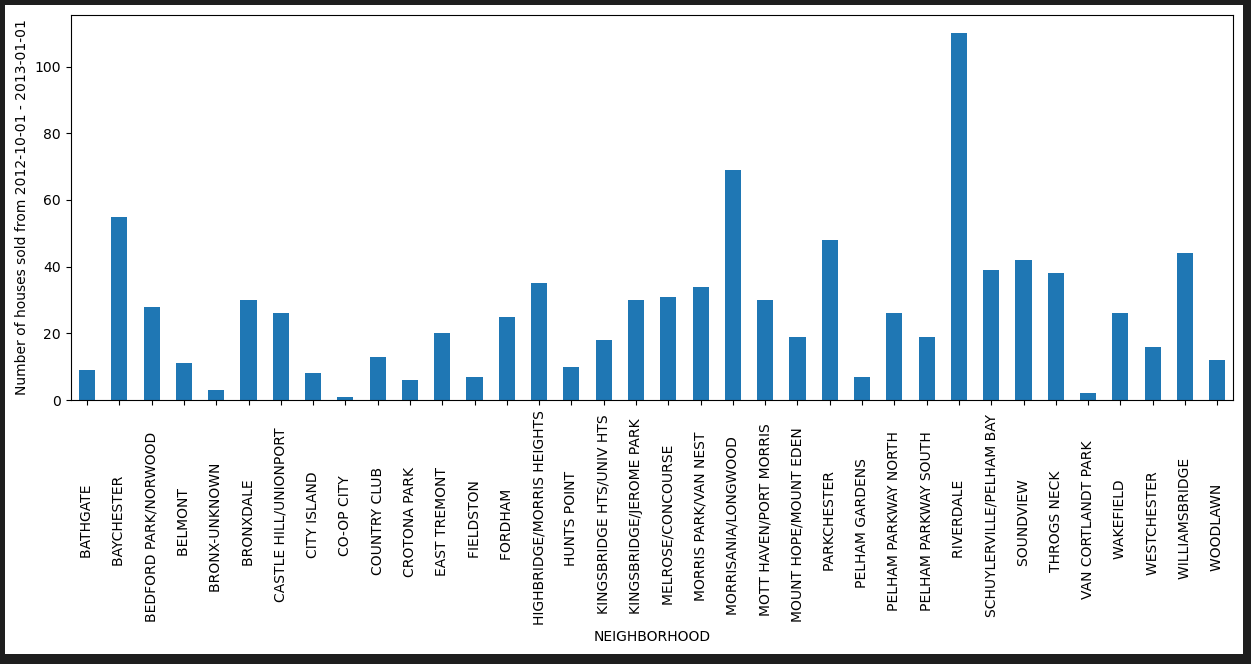 Number of houses sold from 2012-10-01 - 2013-01-01
100
80
60
40
20
0
BATHGATE
BAYCHESTER
BEDFORD PARK/NORWOOD
BELMONT
BRONX-UNKNOWN
BRONXDALE
CASTLE HILL/UNIONPORT
CITY ISLAND
CO-OP CITY
COUNTRY CLUB
CROTONA PARK
EAST TREMONT
FIELDSTON
FORDHAM
HIGHBRIDGE/MORRIS HEIGHTS
HUNTS POINT
KINGSBRIDGE HTS/UNIV HTS
KINGSBRIDGE/JEROME PARK
MELROSE/CONCOURSE
MORRIS PARK/VAN NEST
MORRISANIA/LONGWOOD
MOTT HAVEN/PORT MORRIS
MOUNT HOPE/MOUNT EDEN
PARKCHESTER
PELHAM GARDENS
PELHAM PARKWAY NORTH
PELHAM PARKWAY SOUTH
RIVERDALE
SCHUYLERVILLE/PELHAM BAY
SOUNDVIEW
THROGS NECK
VAN CORTLANDT PARK
WAKEFIELD
WESTCHESTER
WILLIAMSBRIDGE
WOODLAWN
NEIGHBORHOOD